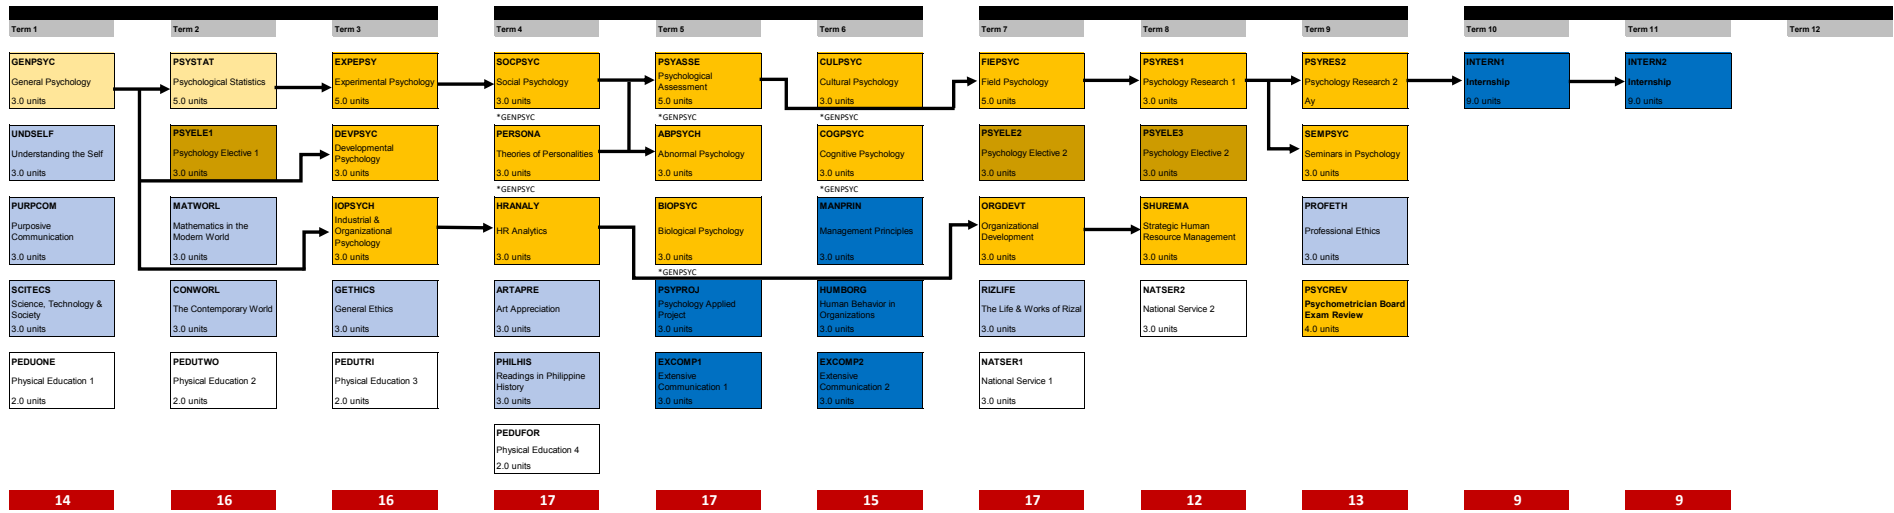 Term 1
Term 2
Term 3
Term 4
Term 5
Term 6
Term 7
Term 8
Term 9
Term 10
Term 11
Term 12
GENPSYC
General Psychology
3.0 units
PSYSTAT
Psychological Statistics
5.0 units
EXPEPSY
Experimental Psychology
5.0 units
SOCPSYC
Social Psychology
3.0 units
*GENPSYC
PSYASSE
Psychological
Assessment
5.0 units
*GENPSYC
CULPSYC
Cultural Psychology
3.0 units
*GENPSYC
FIEPSYC
Field Psychology
5.0 units
PSYRES1
Psychology Research 1
3.0 units
PSYRES2
Psychology Research 2
Ay
INTERN1
Internship
9.0 units
INTERN2
Internship
9.0 units
UNDSELF
Understanding the Self
3.0 units
PSYELE1
Psychology Elective 1
3.0 units
DEVPSYC
Developmental
Psychology
3.0 units
PERSONA
Theories of Personalities
3.0 units
*GENPSYC
ABPSYCH
Abnormal Psychology
3.0 units
COGPSYC
Cognitive Psychology
3.0 units
*GENPSYC
PSYELE2
Psychology Elective 2
3.0 units
PSYELE3
Psychology Elective 2
3.0 units
SEMPSYC
Seminars in Psychology
3.0 units
PURPCOM
Purposive
Communication
3.0 units
MATWORL
Mathematics in the
Modern World
3.0 units
IOPSYCH
Industrial &
Organizational
Psychology
3.0 units
HRANALY
HR Analytics
3.0 units
BIOPSYC
Biological Psychology
3.0 units
*GENPSYC
MANPRIN
Management Principles
3.0 units
ORGDEVT
Organizational
Development
3.0 units
SHUREMA
Strategic Human
Resource Management
3.0 units
PROFETH
Professional Ethics
3.0 units
SCITECS
Science, Technology &
Society
3.0 units
CONWORL
The Contemporary World
3.0 units
GETHICS
General Ethics
3.0 units
ARTAPRE
Art Appreciation
3.0 units
PSYPROJ
Psychology Applied
Project
3.0 units
HUMBORG
Human Behavior in
Organizations
3.0 units
RIZLIFE
The Life & Works of Rizal
3.0 units
NATSER2
National Service 2
3.0 units
PSYCREV
Psychometrician Board
Exam Review
4.0 units
PEDUONE
Physical Education 1
2.0 units
PEDUTWO
Physical Education 2
2.0 units
PEDUTRI
Physical Education 3
2.0 units
PHILHIS
Readings in Philippine
History
3.0 units
EXCOMP1
Extensive
Communication 1
3.0 units
EXCOMP2
Extensive
Communication 2
3.0 units
NATSER1
National Service 1
3.0 units
PEDUFOR
Physical Education 4
2.0 units
14
16
16
17
17
15
17
12
13
9
9